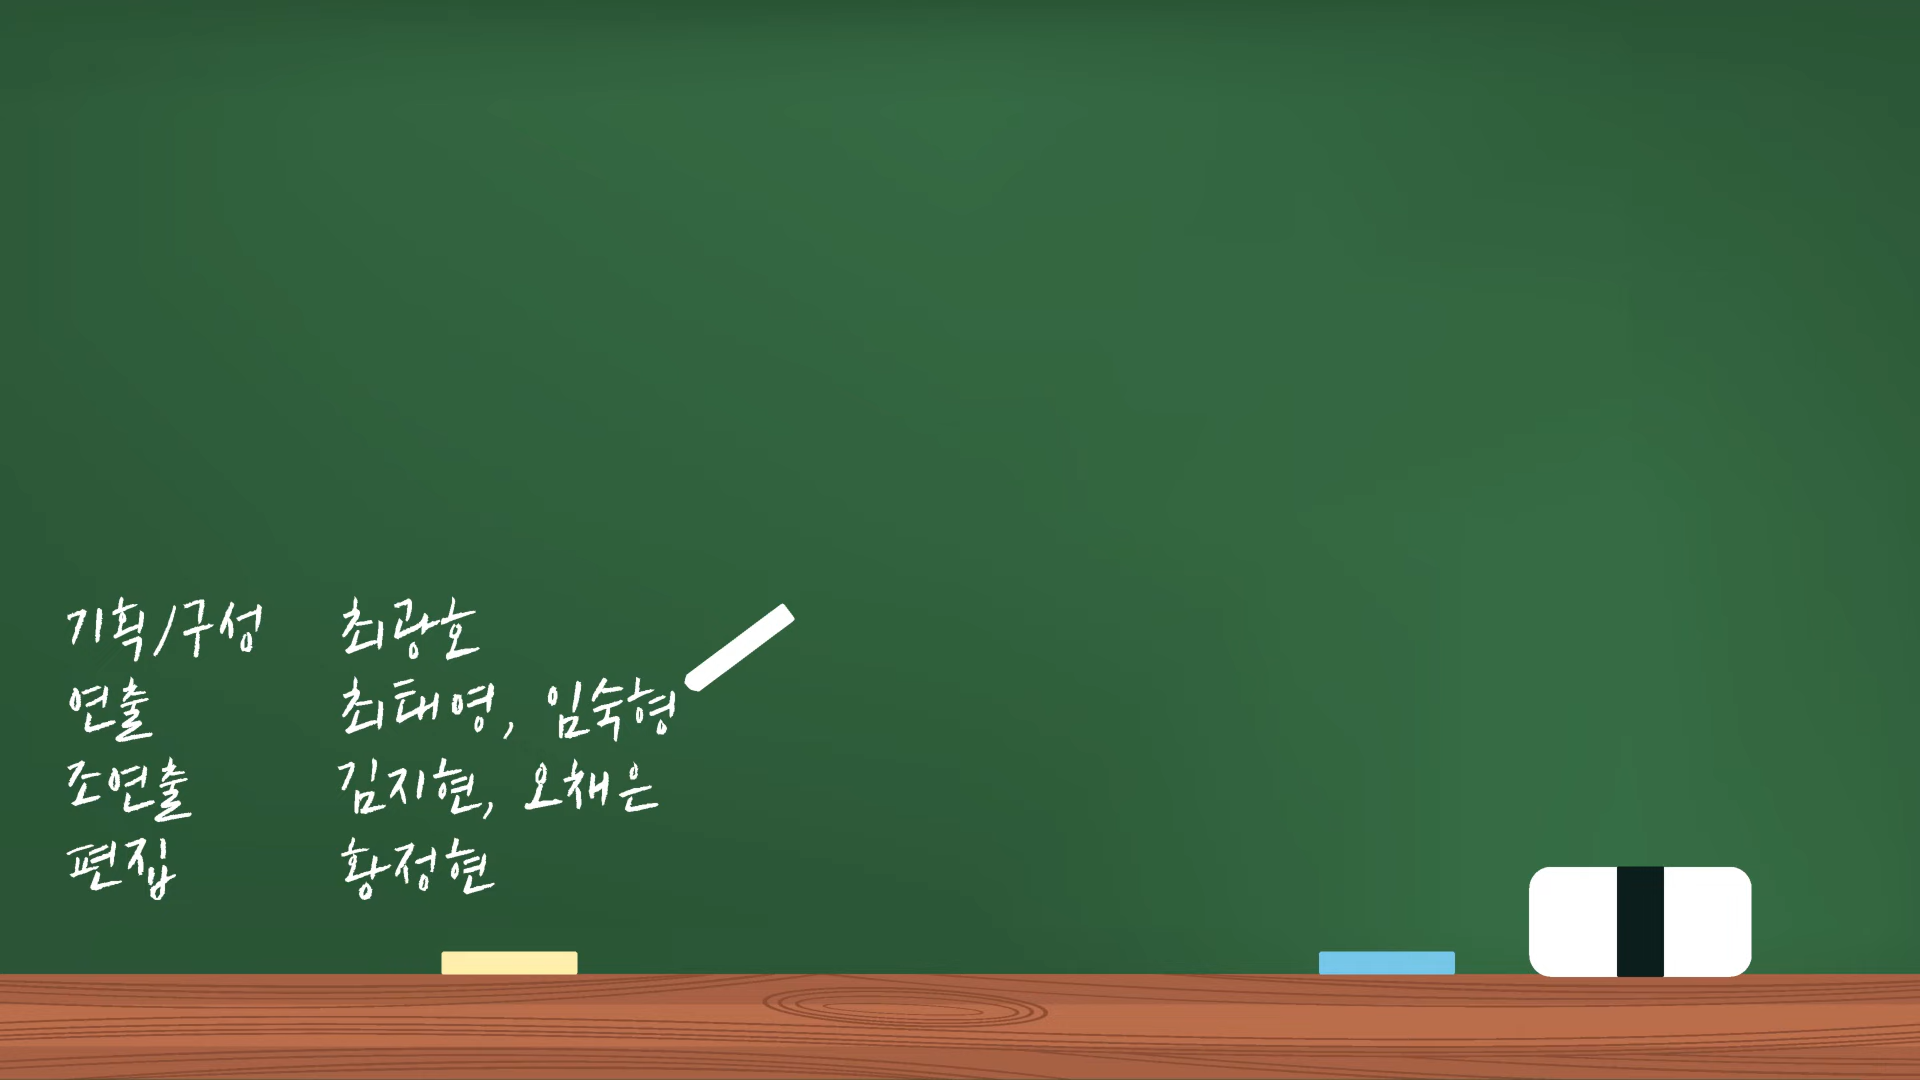 기획/구성 최광호
연출 최태영, 임숙형
조연출 김지현, 오채은
편집 황정현